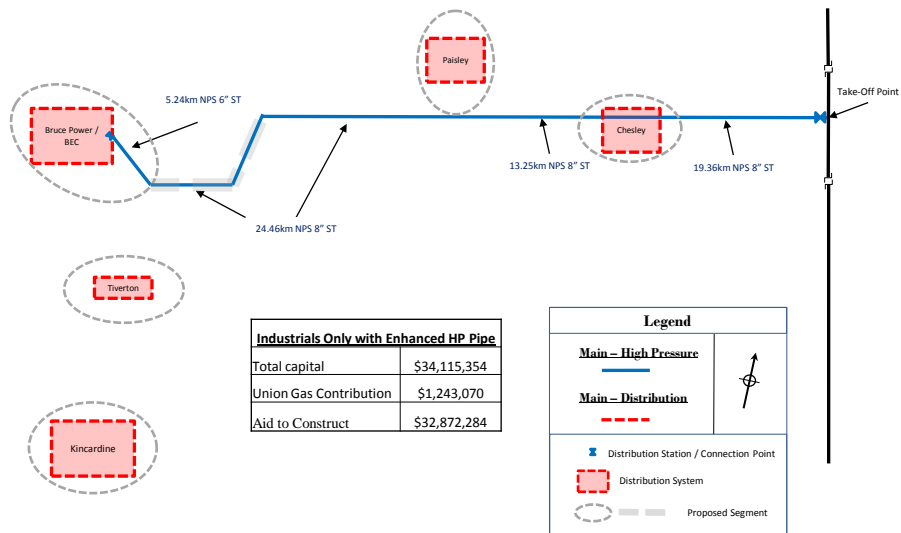 Paisley
Take-Off Point
5.24km NPS 6” ST
Bruce Power /
BEC
Chesley
13.25km NPS 8” ST
19.36km NPS 8” ST
24.46km NPS 8” ST
Tiverton
Industrials Only with Enhanced HP Pipe
Total capital $34,115,354
Union Gas Contribution $1,243,070
Aid to Construct $32,872,284
Kincardine
Legend
Main – High Pressure
Main – Distribution
Distribution Station / Connection Point
Distribution System
Proposed Segment